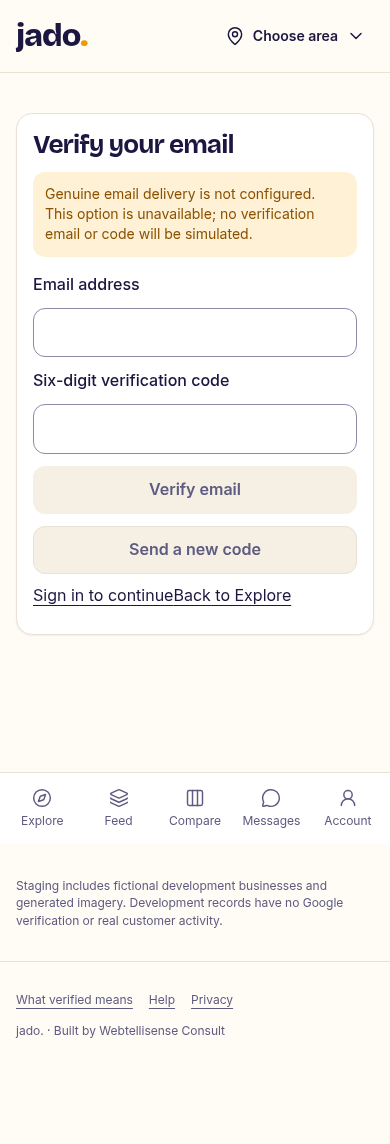 jado.
Choose area
Verify your email
Genuine email delivery is not configured.
This option is unavailable; no verification
email or code will be simulated.
Email address
Six-digit verification code
Verify email
Send a new code
Sign in to continueBack to Explore
Explore Feed Compare Messages Account
Staging includes fictional development businesses and
generated imagery. Development records have no Google
verification or real customer activity.
What verified means Help Privacy
jado. · Built by Webtellisense Consult